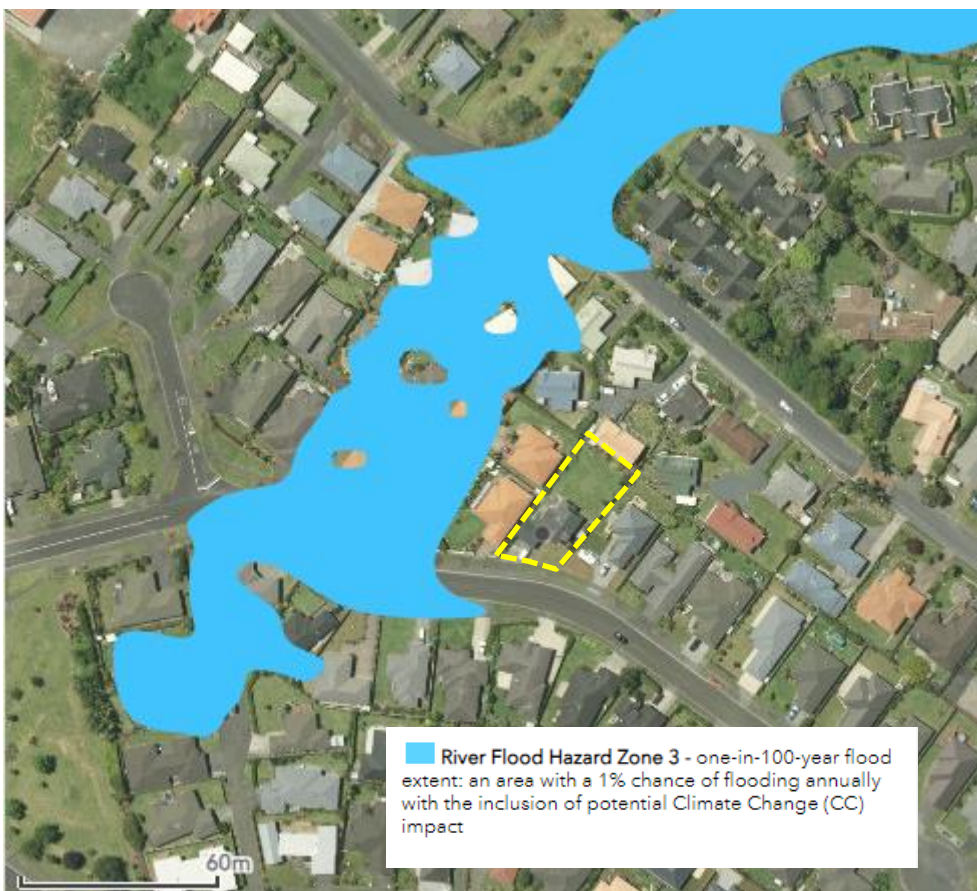 River Flood Hazard Zone 3 - one-in-100-year flood
extent: an area with a 1% chance of flooding annually
with the inclusion of potential Climate Change (CC)
impact
60m